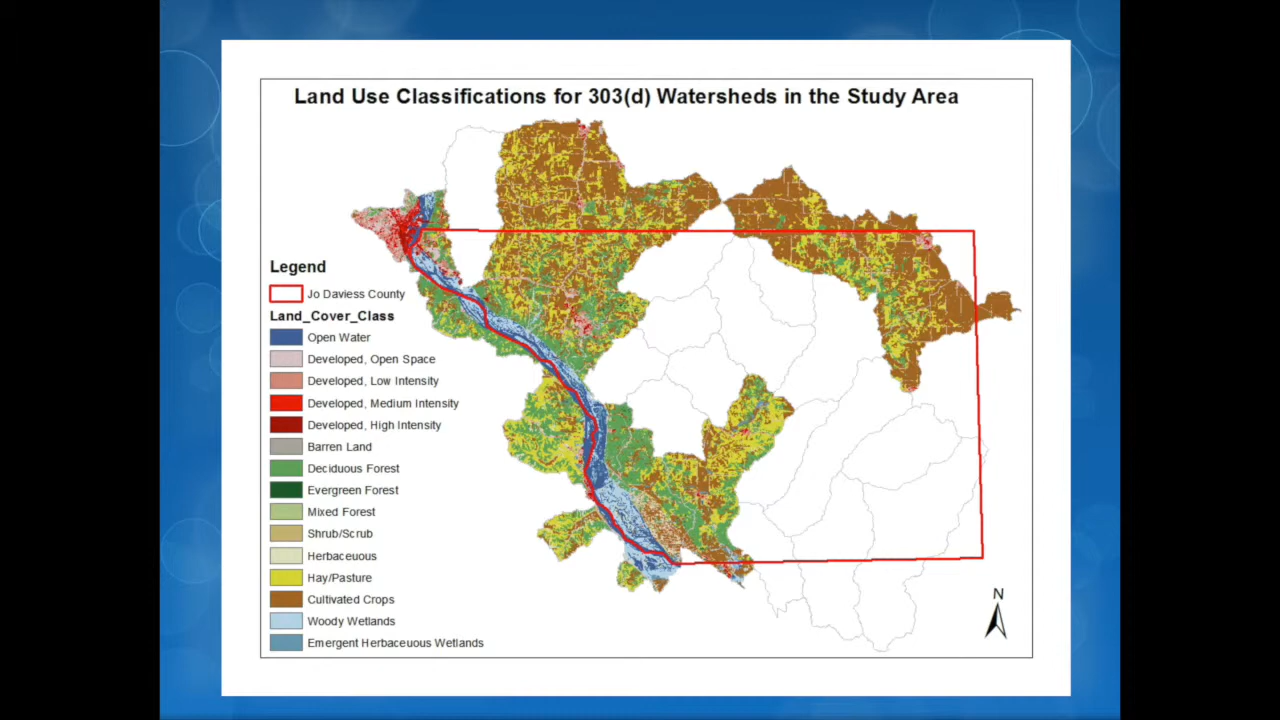 Land Use Classifications for 303(d) Watersheds in the Study Area
Legend
Jo Daviess County
Land_Cover_Class
Open Water
Developed, Open Space
Developed, Low Intensity
Developed, Medium Intensity
Developed, High Intensity
Barren Land
Deciduous Forest
Evergreen Forest
Mixed Forest
Shrub/Scrub
Herbaceous
Hay/Pasture
Cultivated Crops
Woody Wetlands
Emergent Herbaceuous Wetlands
N